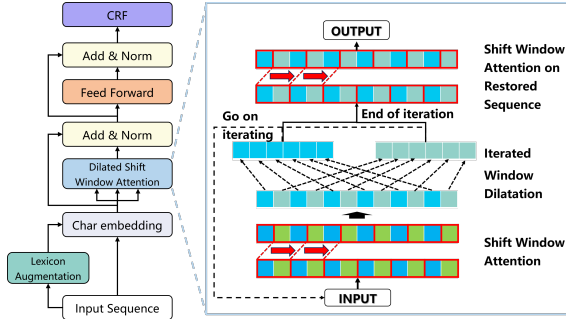 CRF
Add & Norm
Feed Forward
Add & Norm
Dilated Shift
Window Attention
Char embedding
Lexicon
Augmentation
Input Sequence
OUTPUT
Shift Window
Attention on
Restored
Sequence
Go on
iterating
End of iteration
Iterated
Window
Dilatation
Shift Window
Attention
INPUT